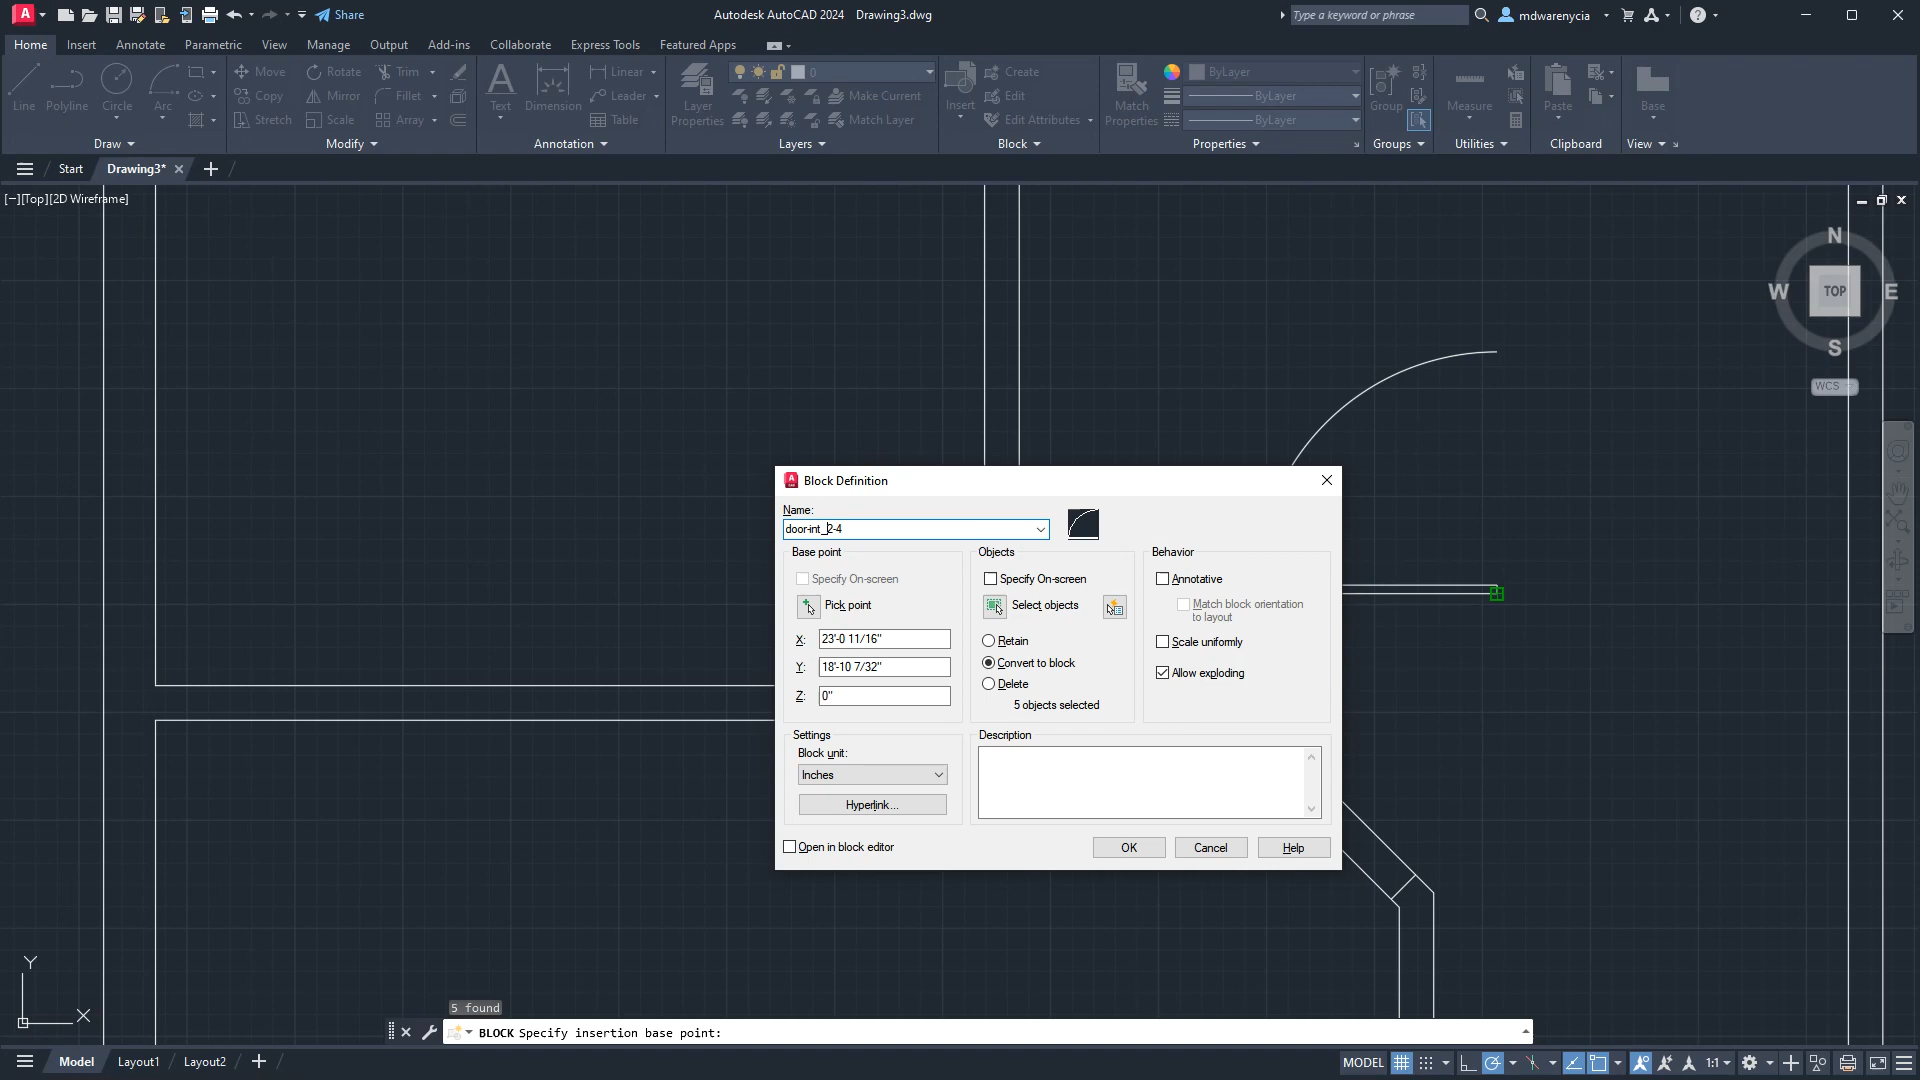 Share
Autodesk AutoCAD 2024 Drawing3.dwg
Type a keyword or phrase
mdwarenycia
Home Insert Annotate Parametric View Manage Output Add-ins Collaborate Express Tools Featured Apps
Line Polyline Circle Arc
Move Rotate Trim
Copy Mirror Fillet
Stretch Scale Array
Text Dimension
Linear
Leader
Table
Layer Properties
0
Make Current
Match Layer
Insert
Create
Edit
Edit Attributes
Match Properties
ByLayer
ByLayer
ByLayer
Group
Measure
Paste
Base
Draw Modify Annotation Layers Block Properties Groups Utilities Clipboard View
Start Drawing3*
[−][Top][2D Wireframe]
N
W TOP E
S
WCS
Block Definition
Name:
door-int_2-4
Base point
Specify On-screen
Pick point
X: 23'-0 11/16"
Y: 18'-10 7/32"
Z: 0"
Objects
Specify On-screen
Select objects
Retain
Convert to block
Delete
5 objects selected
Behavior
Annotative
Match block orientation
to layout
Scale uniformly
Allow exploding
Settings
Block unit:
Inches
Hyperlink...
Description
Open in block editor
OK Cancel Help
Y
X
5 found
BLOCK Specify insertion base point:
Model Layout1 Layout2
MODEL 1:1